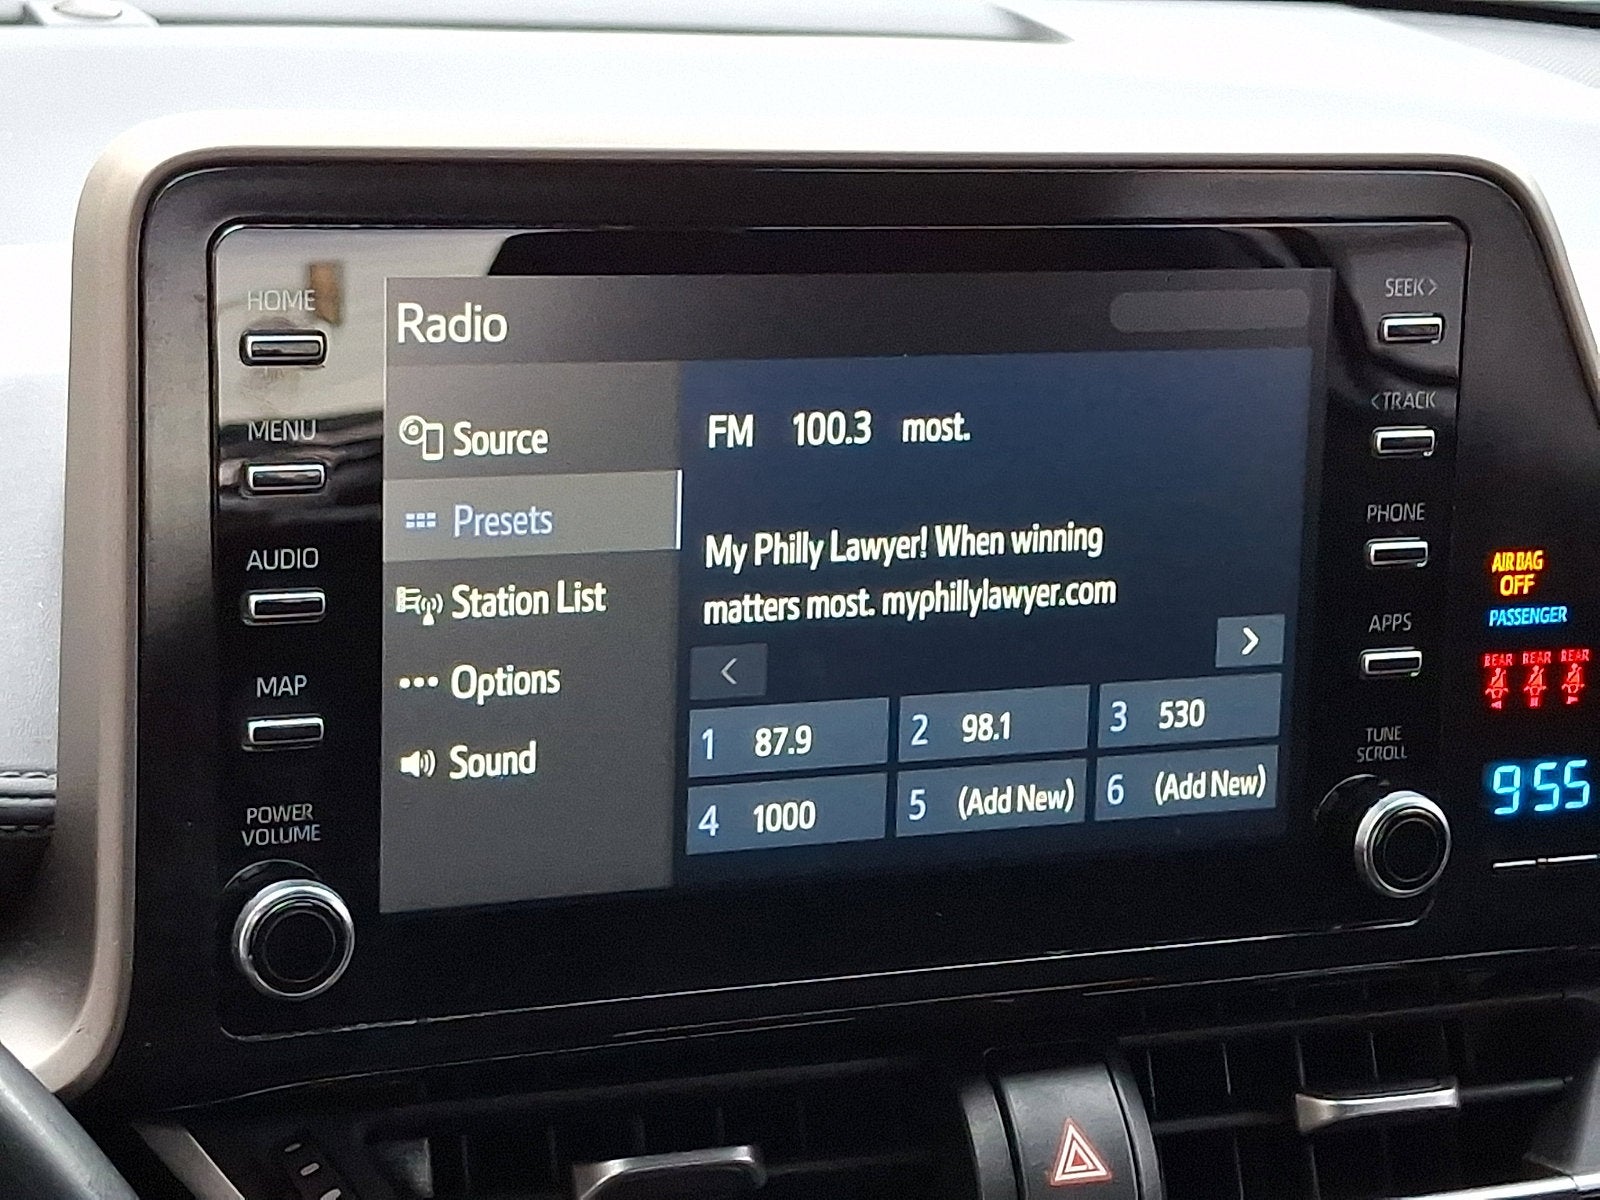 HOME
MENU
AUDIO
MAP
POWER
VOLUME
Radio
Source
Presets
Station List
Options
Sound
FM 100.3 most.
My Philly Lawyer! When winning
matters most. myphillylawyer.com
<
>
1 87.9
2 98.1
3 530
4 1000
5 (Add New)
6 (Add New)
SEEK>
<TRACK
PHONE
APPS
TUNE
SCROLL
AIR BAG
OFF
PASSENGER
REAR REAR REAR
9:55